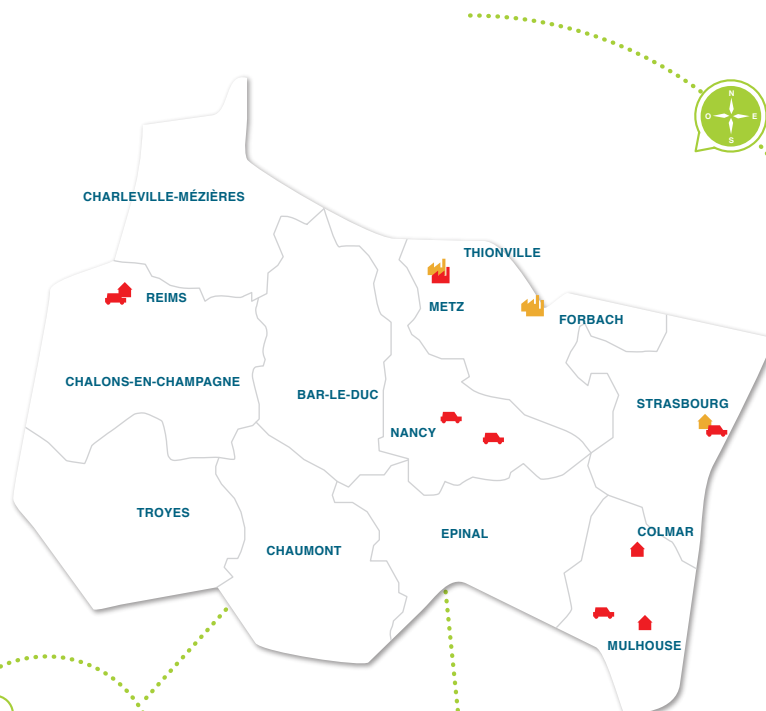 N
O E
S
CHARLEVILLE-MÉZIÈRES
THIONVILLE
REIMS
METZ
FORBACH
CHALONS-EN-CHAMPAGNE
BAR-LE-DUC
STRASBOURG
NANCY
TROYES
EPINAL
COLMAR
CHAUMONT
MULHOUSE